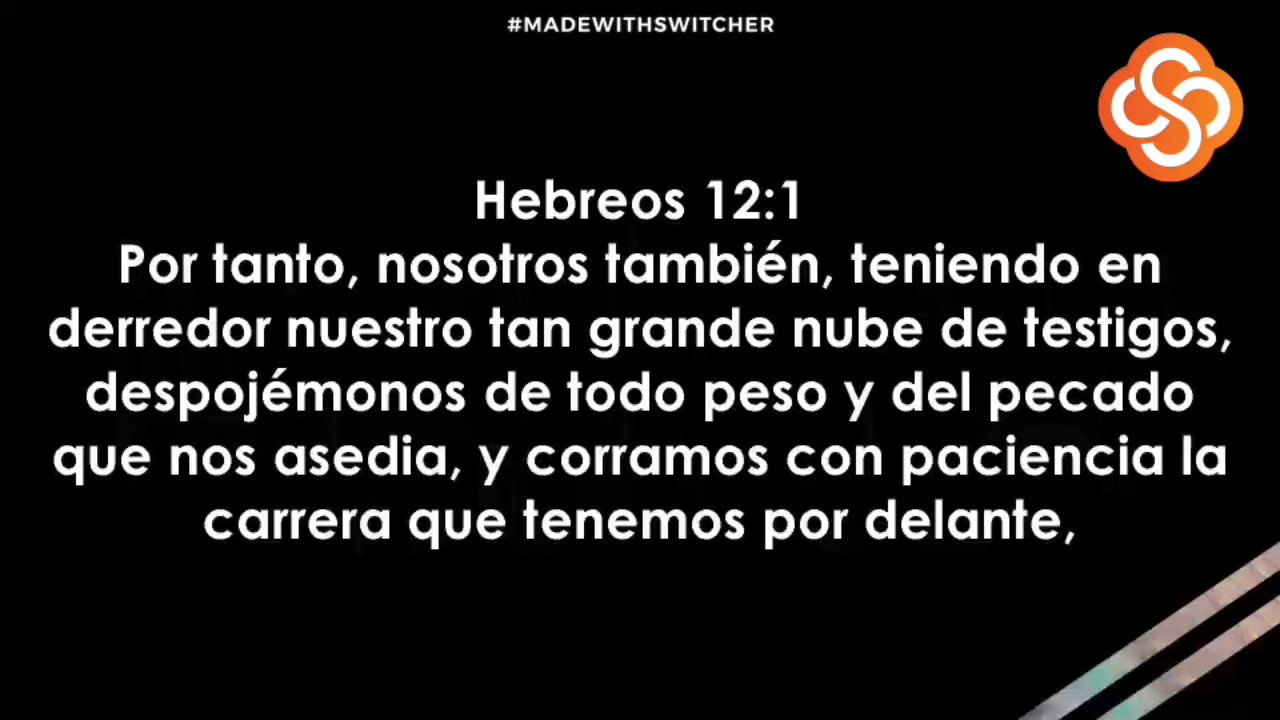 #MADEWITHSWITCHER
Hebreos 12:1
Por tanto, nosotros también, teniendo en
derredor nuestro tan grande nube de testigos,
despojémonos de todo peso y del pecado
que nos asedia, y corramos con paciencia la
carrera que tenemos por delante,